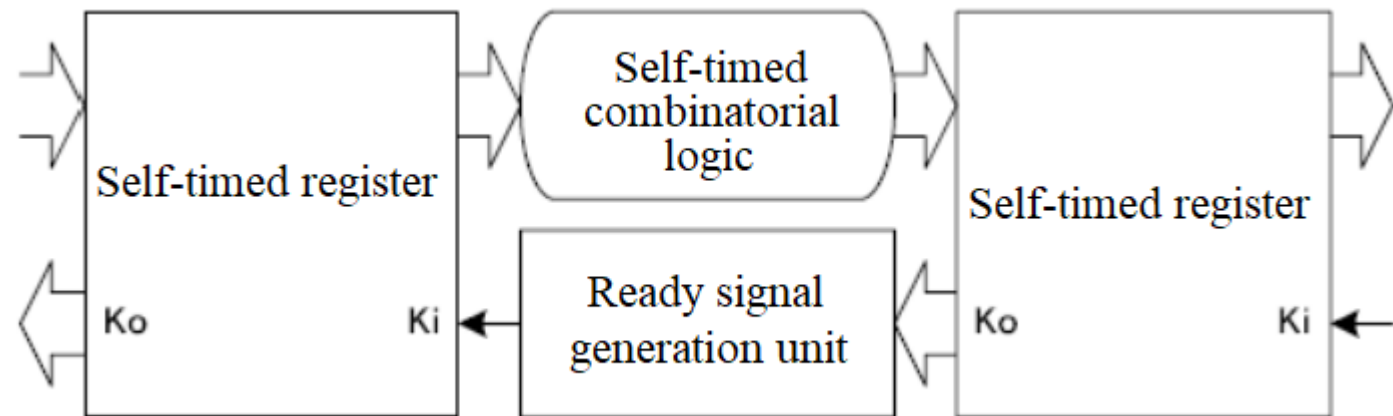 Self-timed register
Self-timed
combinatorial
logic
Self-timed register
Ko
Ki
Ready signal
generation unit
Ko
Ki